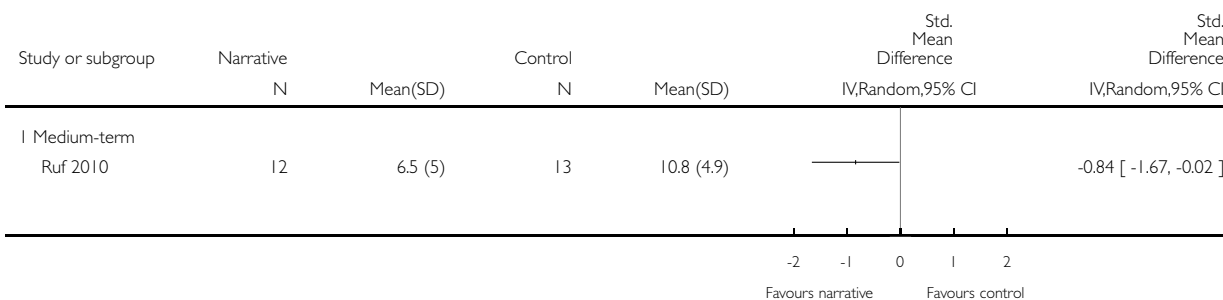 Std. Mean Difference Std. Mean Difference
Study or subgroup Narrative Control
N Mean(SD) N Mean(SD) IV,Random,95% CI IV,Random,95% CI
1 Medium-term
Ruf 2010 12 6.5 (5) 13 10.8 (4.9) -0.84 [ -1.67, -0.02 ]
-2 -1 0 1 2
Favours narrative Favours control